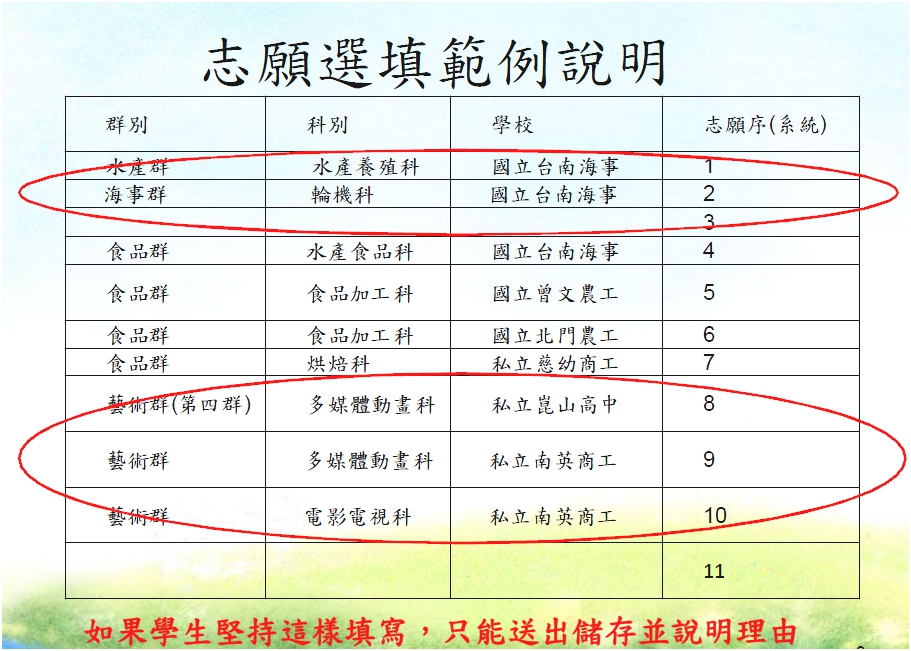 志願選填範例說明
群別 科別 學校 志願序(系統)
水產群 水產養殖科 國立台南海事 1
海事群 輪機科 國立台南海事 2
3
食品群 水產食品科 國立台南海事 4
食品群 食品加工科 國立曾文農工 5
食品群 食品加工科 國立北門農工 6
食品群 烘焙科 私立慈幼商工 7
藝術群(第四群) 多媒體動畫科 私立崑山高中 8
藝術群 多媒體動畫科 私立南英商工 9
藝術群 電影電視科 私立南英商工 10
11
如果學生堅持這樣填寫，只能送出儲存並說明理由